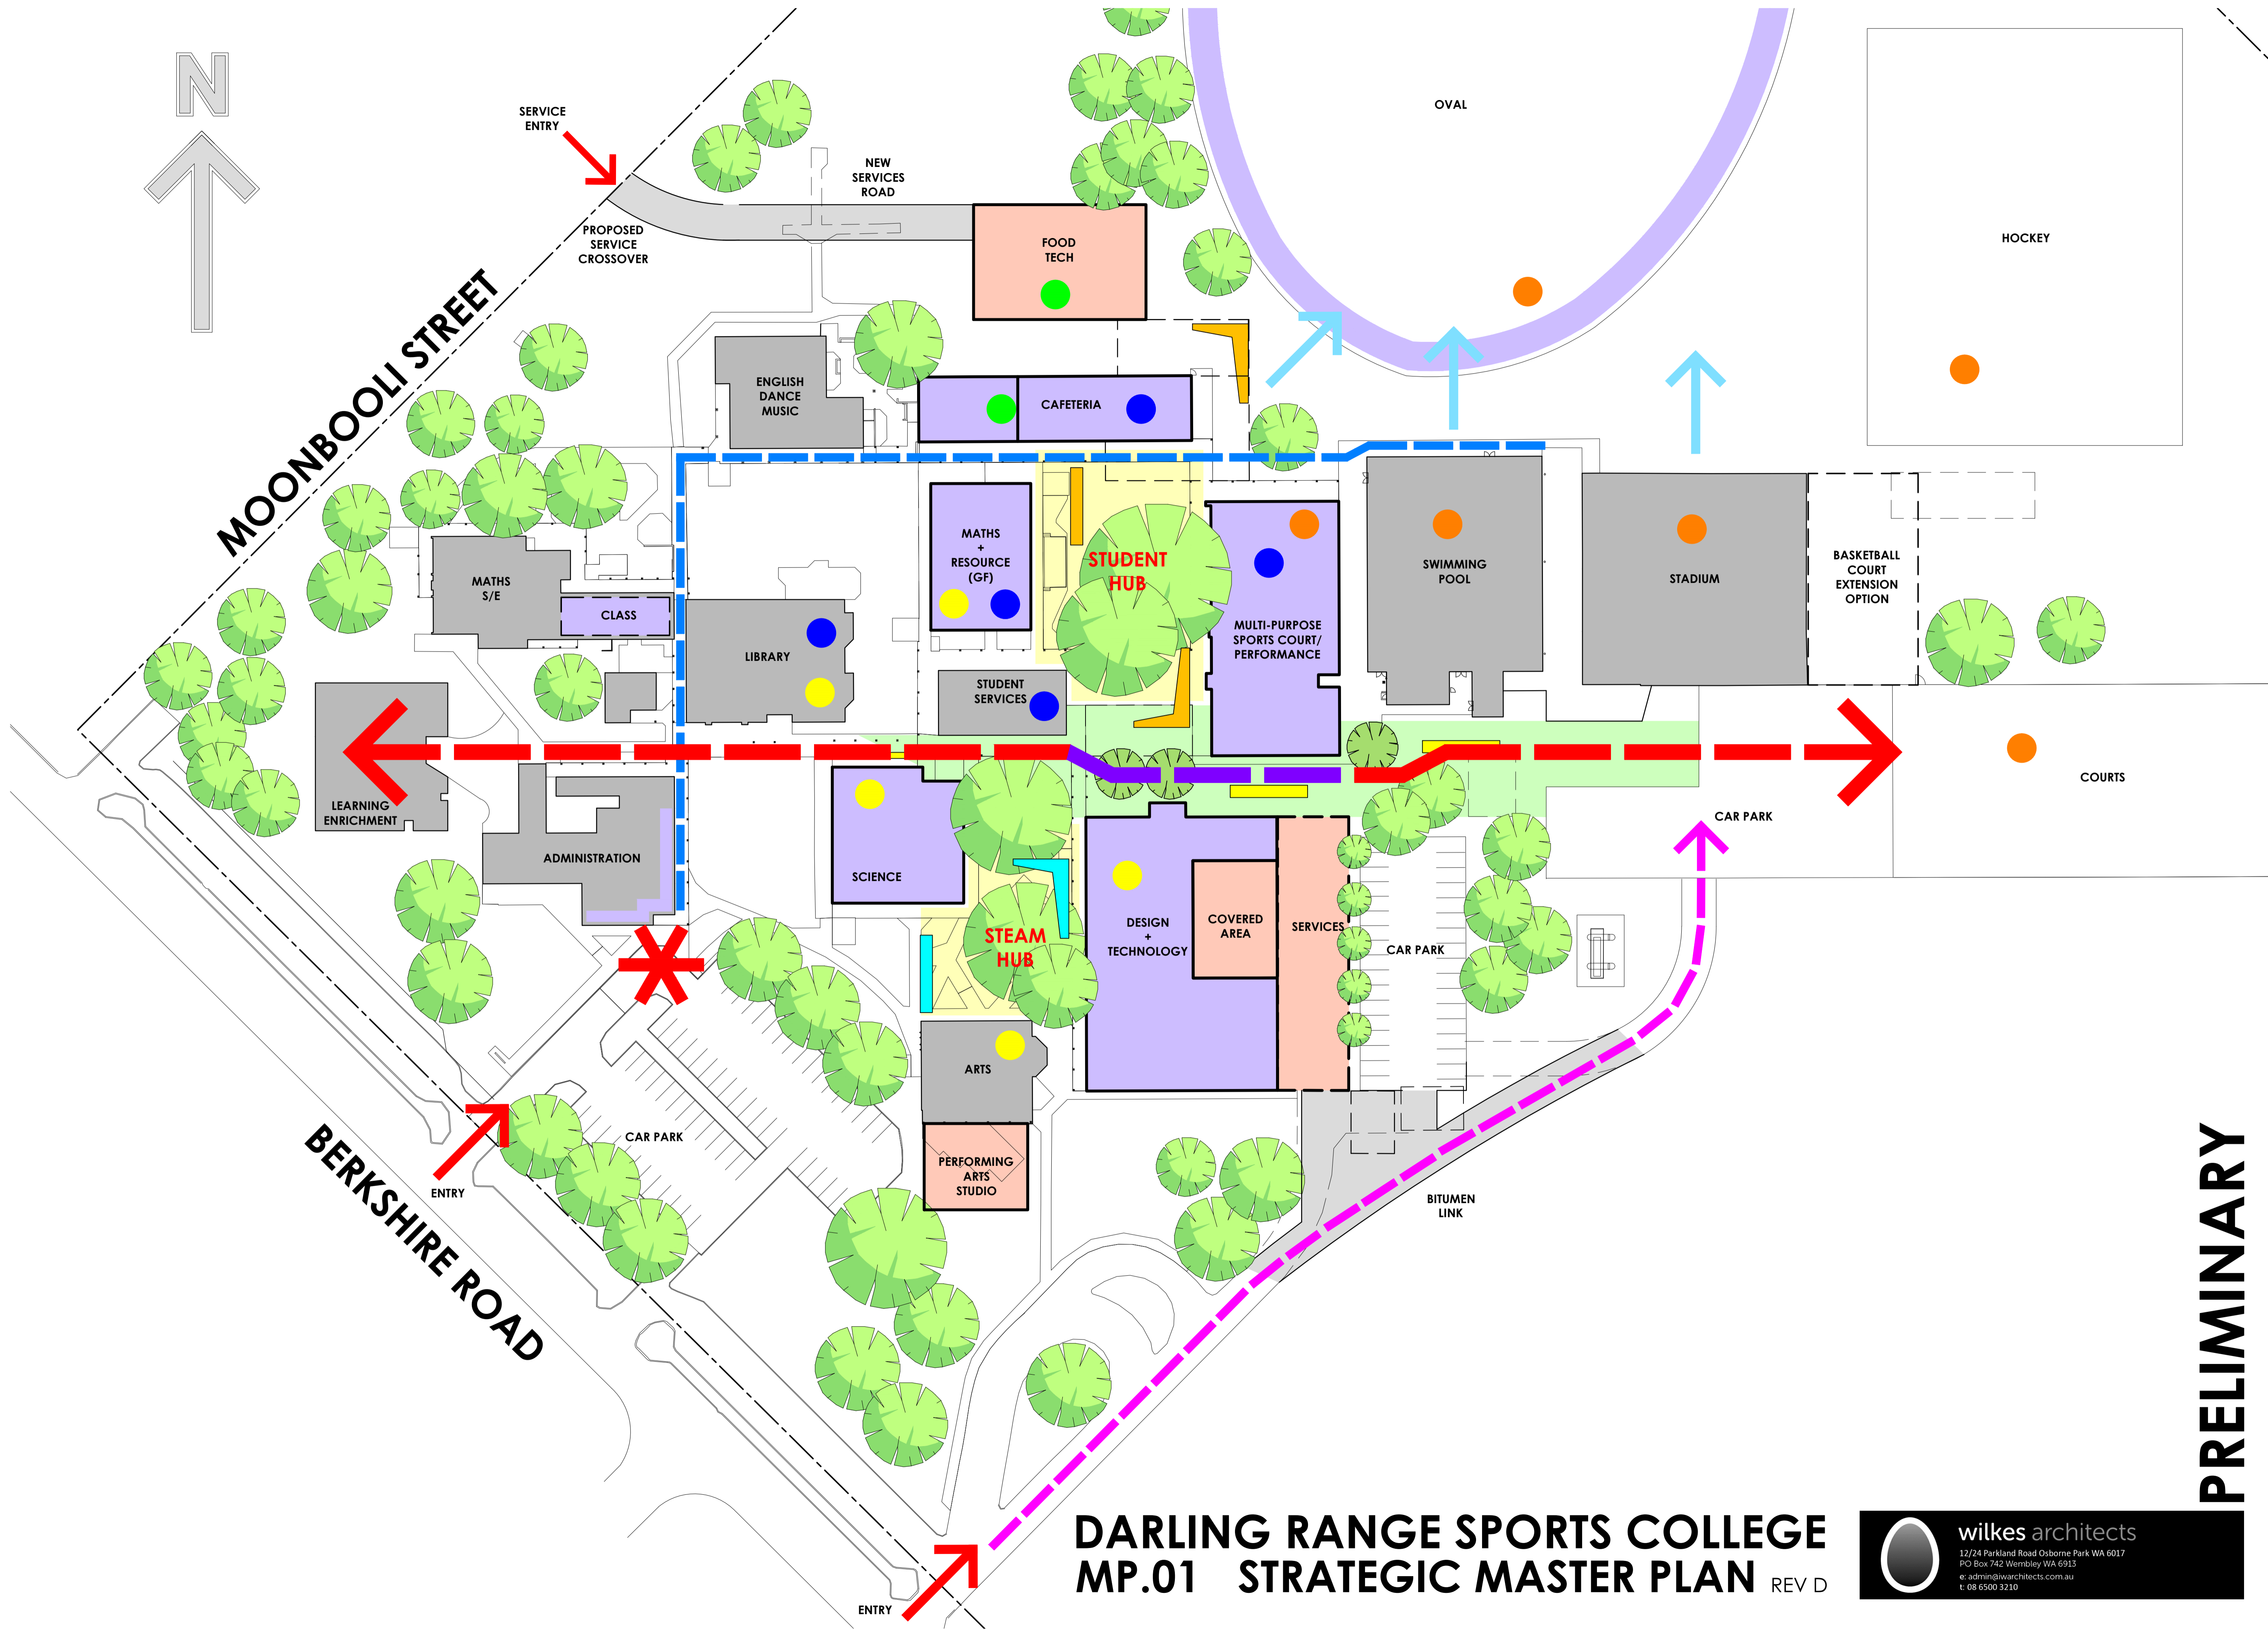 N
OVAL
SERVICE
ENTRY
NEW
SERVICES
ROAD
PROPOSED
SERVICE
CROSSOVER
FOOD
TECH
HOCKEY
MOONBOOLI STREET
ENGLISH
DANCE
MUSIC
CAFETERIA
MATHS
+
RESOURCE
(GF)
STUDENT
HUB
MATHS
S/E
CLASS
LIBRARY
STUDENT
SERVICES
MULTI-PURPOSE
SPORTS COURT/
PERFORMANCE
SWIMMING
POOL
STADIUM
BASKETBALL
COURT
EXTENSION
OPTION
LEARNING
ENRICHMENT
ADMINISTRATION
SCIENCE
COURTS
CAR PARK
STEAM
HUB
DESIGN
+
TECHNOLOGY
COVERED
AREA
SERVICES
CAR PARK
ARTS
CAR PARK
PERFORMING
ARTS
STUDIO
BERKSHIRE ROAD
ENTRY
BITUMEN
LINK
ENTRY
PRELIMINARY
DARLING RANGE SPORTS COLLEGE
MP.01 STRATEGIC MASTER PLAN REV D
wilkes architects
12/24 Parkland Road Osborne Park WA 6017
PO Box 742 Wembley WA 6913
e: admin@iwarchitects.com.au
t: 08 6500 3210